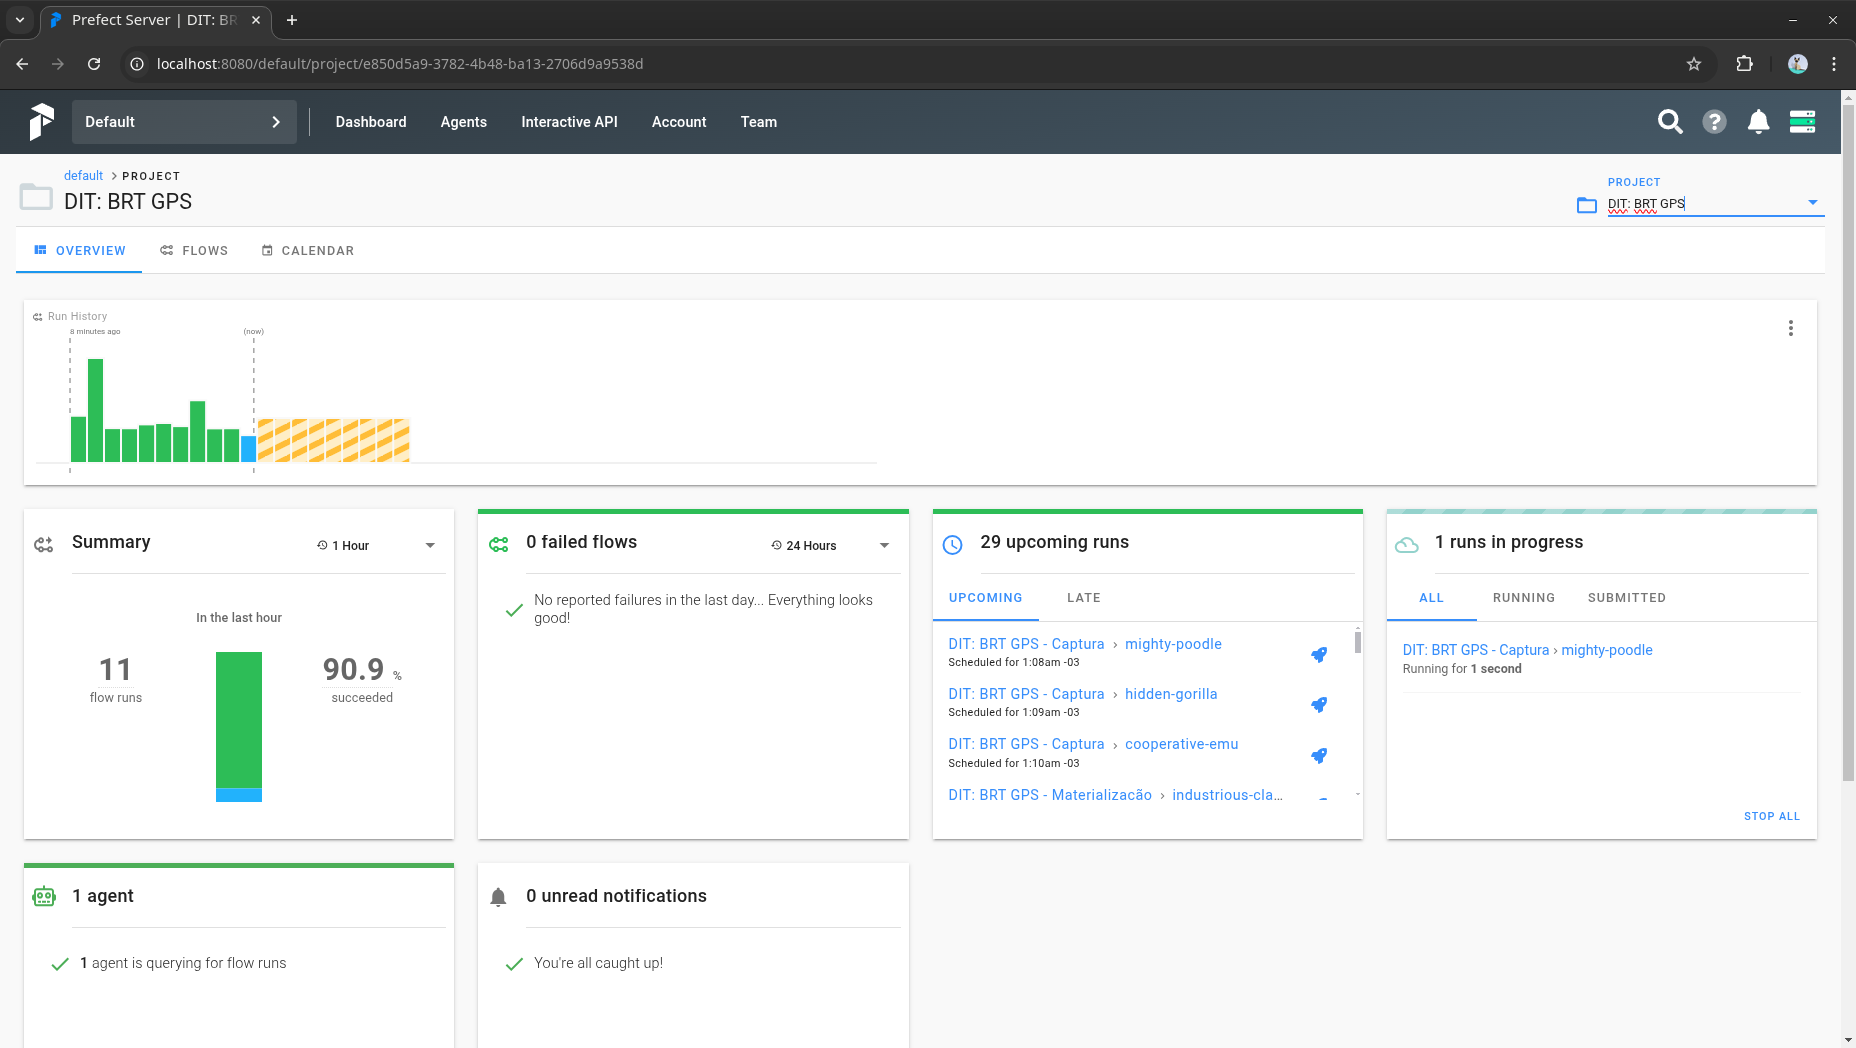 Prefect Server | DIT: BR
localhost:8080/default/project/e850d5a9-3782-4b48-ba13-2706d9a9538d
Default
Dashboard
Agents
Interactive API
Account
Team
default > PROJECT
DIT: BRT GPS
PROJECT
DIT: BRT GPS
OVERVIEW
FLOWS
CALENDAR
Run History
8 minutes ago
(now)
Summary
1 Hour
In the last hour
11
flow runs
90.9 %
succeeded
0 failed flows
24 Hours
No reported failures in the last day... Everything looks
good!
29 upcoming runs
UPCOMING
LATE
DIT: BRT GPS - Captura > mighty-poodle
Scheduled for 1:08am -03
DIT: BRT GPS - Captura > hidden-gorilla
Scheduled for 1:09am -03
DIT: BRT GPS - Captura > cooperative-emu
Scheduled for 1:10am -03
DIT: BRT GPS - Materialização > industrious-cla...
1 runs in progress
ALL
RUNNING
SUBMITTED
DIT: BRT GPS - Captura > mighty-poodle
Running for 1 second
STOP ALL
1 agent
1 agent is querying for flow runs
0 unread notifications
You're all caught up!